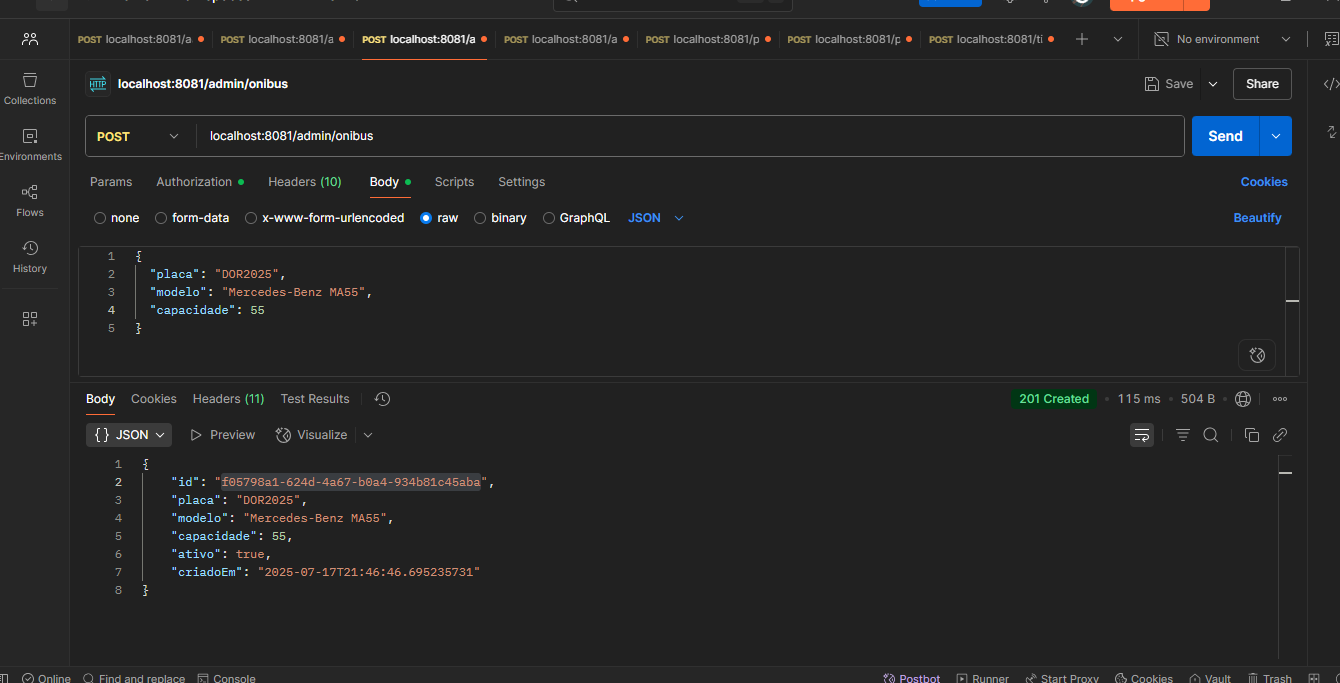 POST localhost:8081/a
POST localhost:8081/a
POST localhost:8081/a
POST localhost:8081/a
POST localhost:8081/p
POST localhost:8081/p
POST localhost:8081/ti
No environment
Collections
Environments
Flows
History
HTTP localhost:8081/admin/onibus
Save
Share
POST localhost:8081/admin/onibus
Send
Params Authorization Headers (10) Body Scripts Settings
Cookies
none form-data x-www-form-urlencoded raw binary GraphQL JSON
Beautify
1 {
2 "placa": "DOR2025",
3 "modelo": "Mercedes-Benz MA55",
4 "capacidade": 55
5 }
Body Cookies Headers (11) Test Results
201 Created • 115 ms • 504 B •
{} JSON Preview Visualize
1 {
2 "id": "f05798a1-624d-4a67-b0a4-934b81c45aba",
3 "placa": "DOR2025",
4 "modelo": "Mercedes-Benz MA55",
5 "capacidade": 55,
6 "ativo": true,
7 "criadoEm": "2025-07-17T21:46:46.695235731"
8 }
Online Find and replace Console
Postbot Runner Start Proxy Cookies Vault Trash